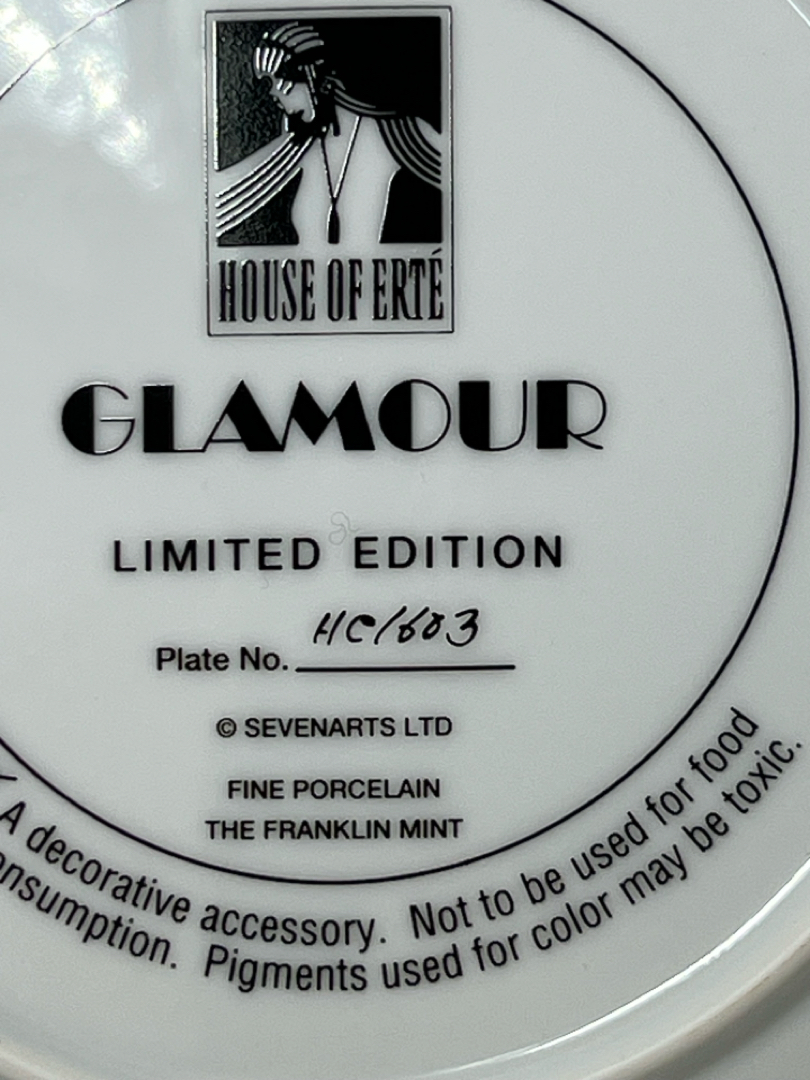 HOUSE OF ERTÉ
GLAMOUR
LIMITED EDITION
Plate No. HC1603
© SEVENARTS LTD
FINE PORCELAIN
THE FRANKLIN MINT
A decorative accessory. Not to be used for food
consumption. Pigments used for color may be toxic.